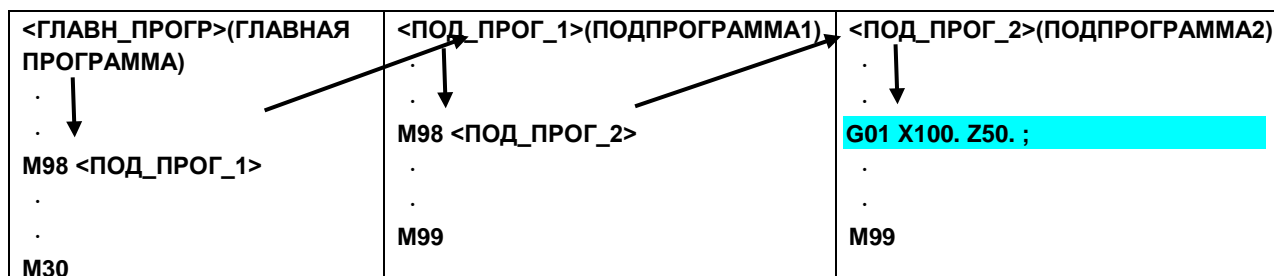 <ГЛАВН_ПРОГР>(ГЛАВНАЯ
ПРОГРАММА)
.
.
M98 <ПОД_ПРОГ_1>
.
.
M30
<ПОД_ПРОГ_1>(ПОДПРОГРАММА1)
.
.
M98 <ПОД_ПРОГ_2>
.
.
M99
<ПОД_ПРОГ_2>(ПОДПРОГРАММА2)
.
.
G01 X100. Z50. ;
.
.
M99